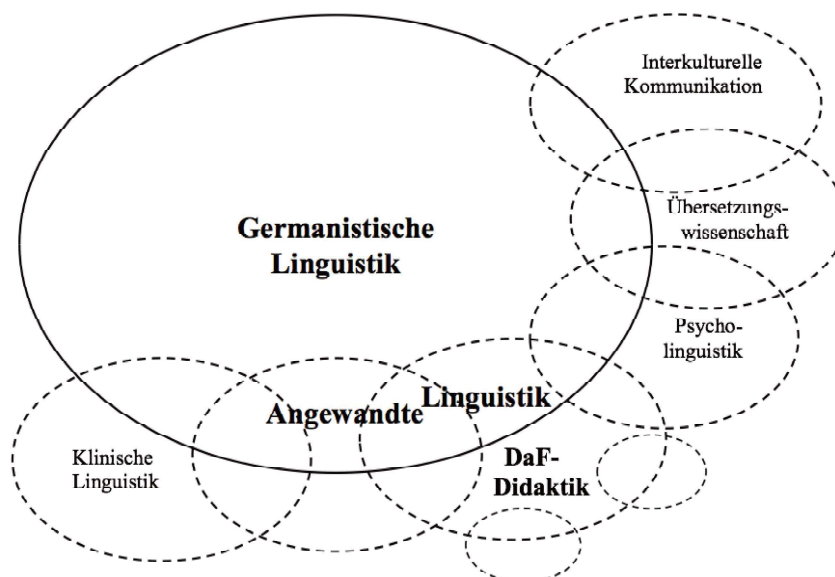 Interkulturelle
Kommunikation
Übersetzungs-
wissenschaft
Germanistische
Linguistik
Psycho-
linguistik
Angewandte Linguistik
Klinische
Linguistik
DaF-
Didaktik